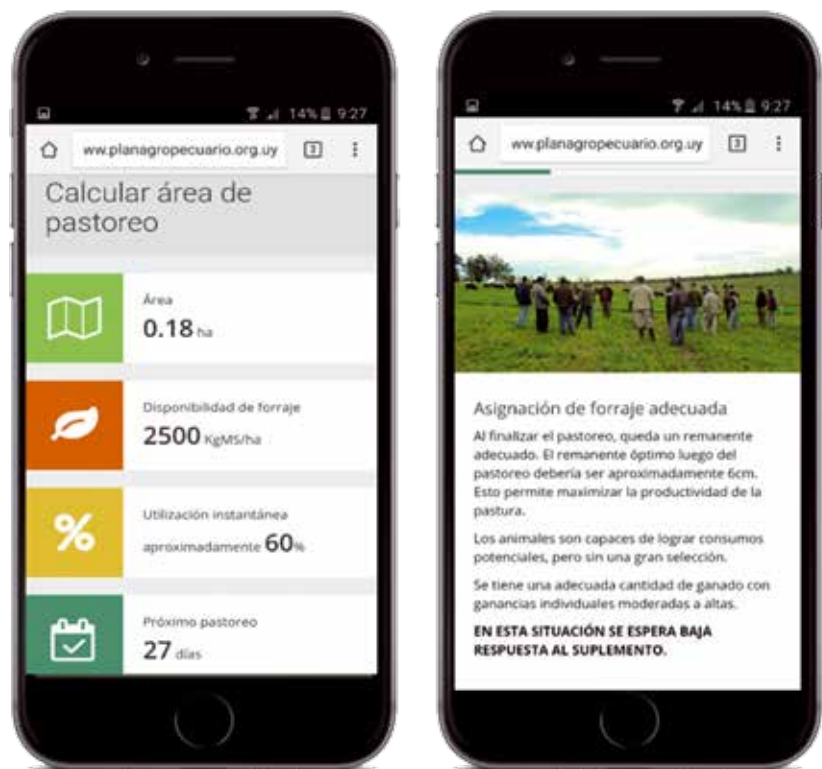 14% 9:27
ww.planagropecuario.org.uy 3
Calcular área de
pastoreo
Área
0.18 ha
Disponibilidad de forraje
2500 KgMS/ha
%
Utilización instantánea
aproximadamente 60%
Próximo pastoreo
27 días
14% 9:27
ww.planagropecuario.org.uy 3
Asignación de forraje adecuada
Al finalizar el pastoreo, queda un remanente
adecuado. El remanente óptimo luego del
pastoreo debería ser aproximadamente 6cm.
Esto permite maximizar la productividad de la
pastura.
Los animales son capaces de lograr consumos
potenciales, pero sin una gran selección.
Se tiene una adecuada cantidad de ganado con
ganancias individuales moderadas a altas.
EN ESTA SITUACIÓN SE ESPERA BAJA
RESPUESTA AL SUPLEMENTO.